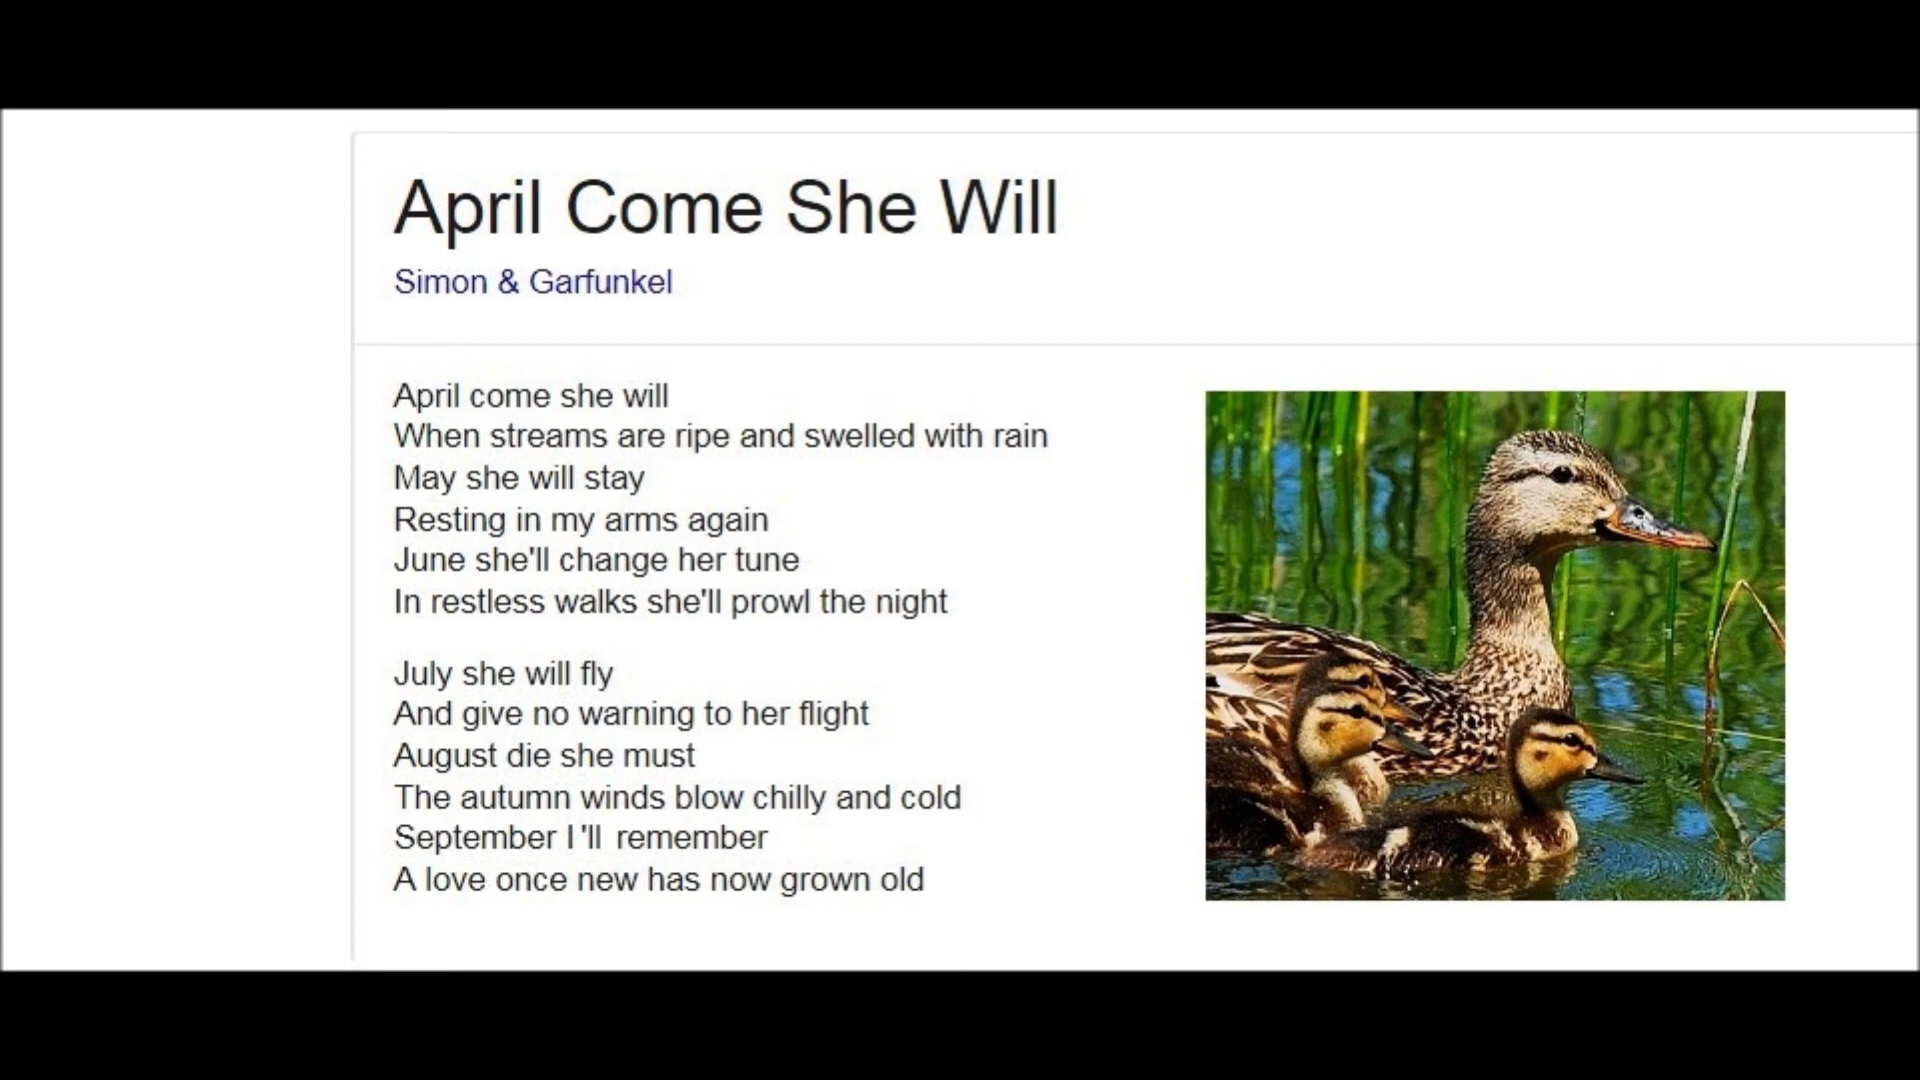 April Come She Will
Simon & Garfunkel
April come she will
When streams are ripe and swelled with rain
May she will stay
Resting in my arms again
June she'll change her tune
In restless walks she'll prowl the night
July she will fly
And give no warning to her flight
August die she must
The autumn winds blow chilly and cold
September I'll remember
A love once new has now grown old